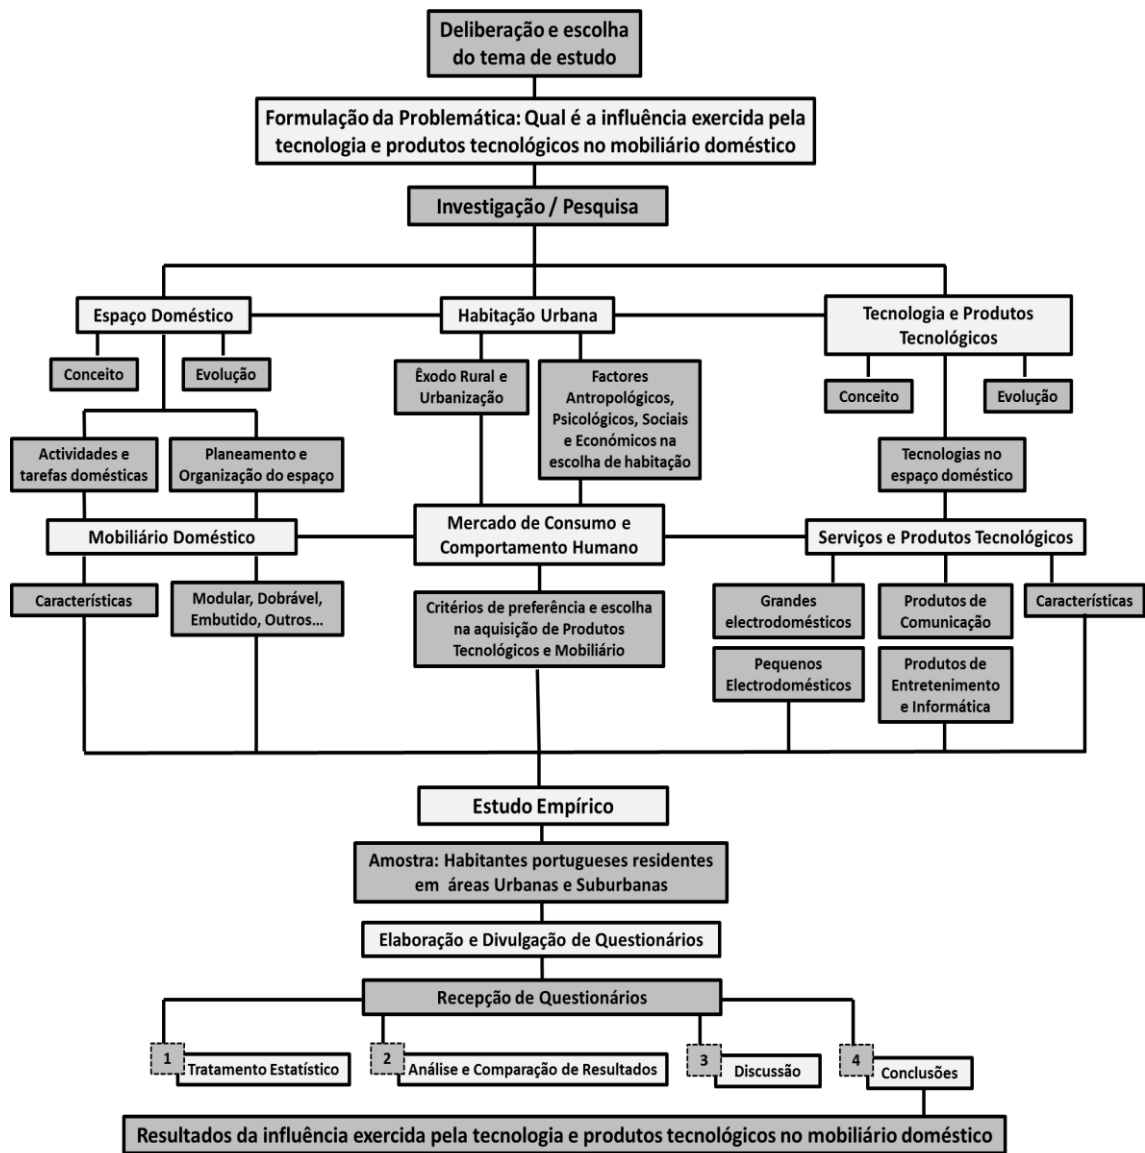 Deliberação e escolha
do tema de estudo
Formulação da Problemática: Qual é a influência exercida pela
tecnologia e produtos tecnológicos no mobiliário doméstico
Investigação / Pesquisa
Espaço Doméstico
Habitação Urbana
Tecnologia e Produtos
Tecnológicos
Conceito
Evolução
Êxodo Rural e
Urbanização
Factores
Antropológicos,
Psicológicos, Sociais
e Económicos na
escolha de habitação
Conceito
Evolução
Actividades e
tarefas domésticas
Planeamento e
Organização do espaço
Tecnologias no
espaço doméstico
Mobiliário Doméstico
Mercado de Consumo e
Comportamento Humano
Serviços e Produtos Tecnológicos
Características
Modular, Dobrável,
Embutido, Outros...
Critérios de preferência e escolha
na aquisição de Produtos
Tecnológicos e Mobiliário
Grandes
electrodomésticos
Produtos de
Comunicação
Características
Pequenos
Electrodomésticos
Produtos de
Entretenimento
e Informática
Estudo Empírico
Amostra: Habitantes portugueses residentes
em áreas Urbanas e Suburbanas
Elaboração e Divulgação de Questionários
Recepção de Questionários
1
Tratamento Estatístico
2
Análise e Comparação de Resultados
3
Discussão
4
Conclusões
Resultados da influência exercida pela tecnologia e produtos tecnológicos no mobiliário doméstico